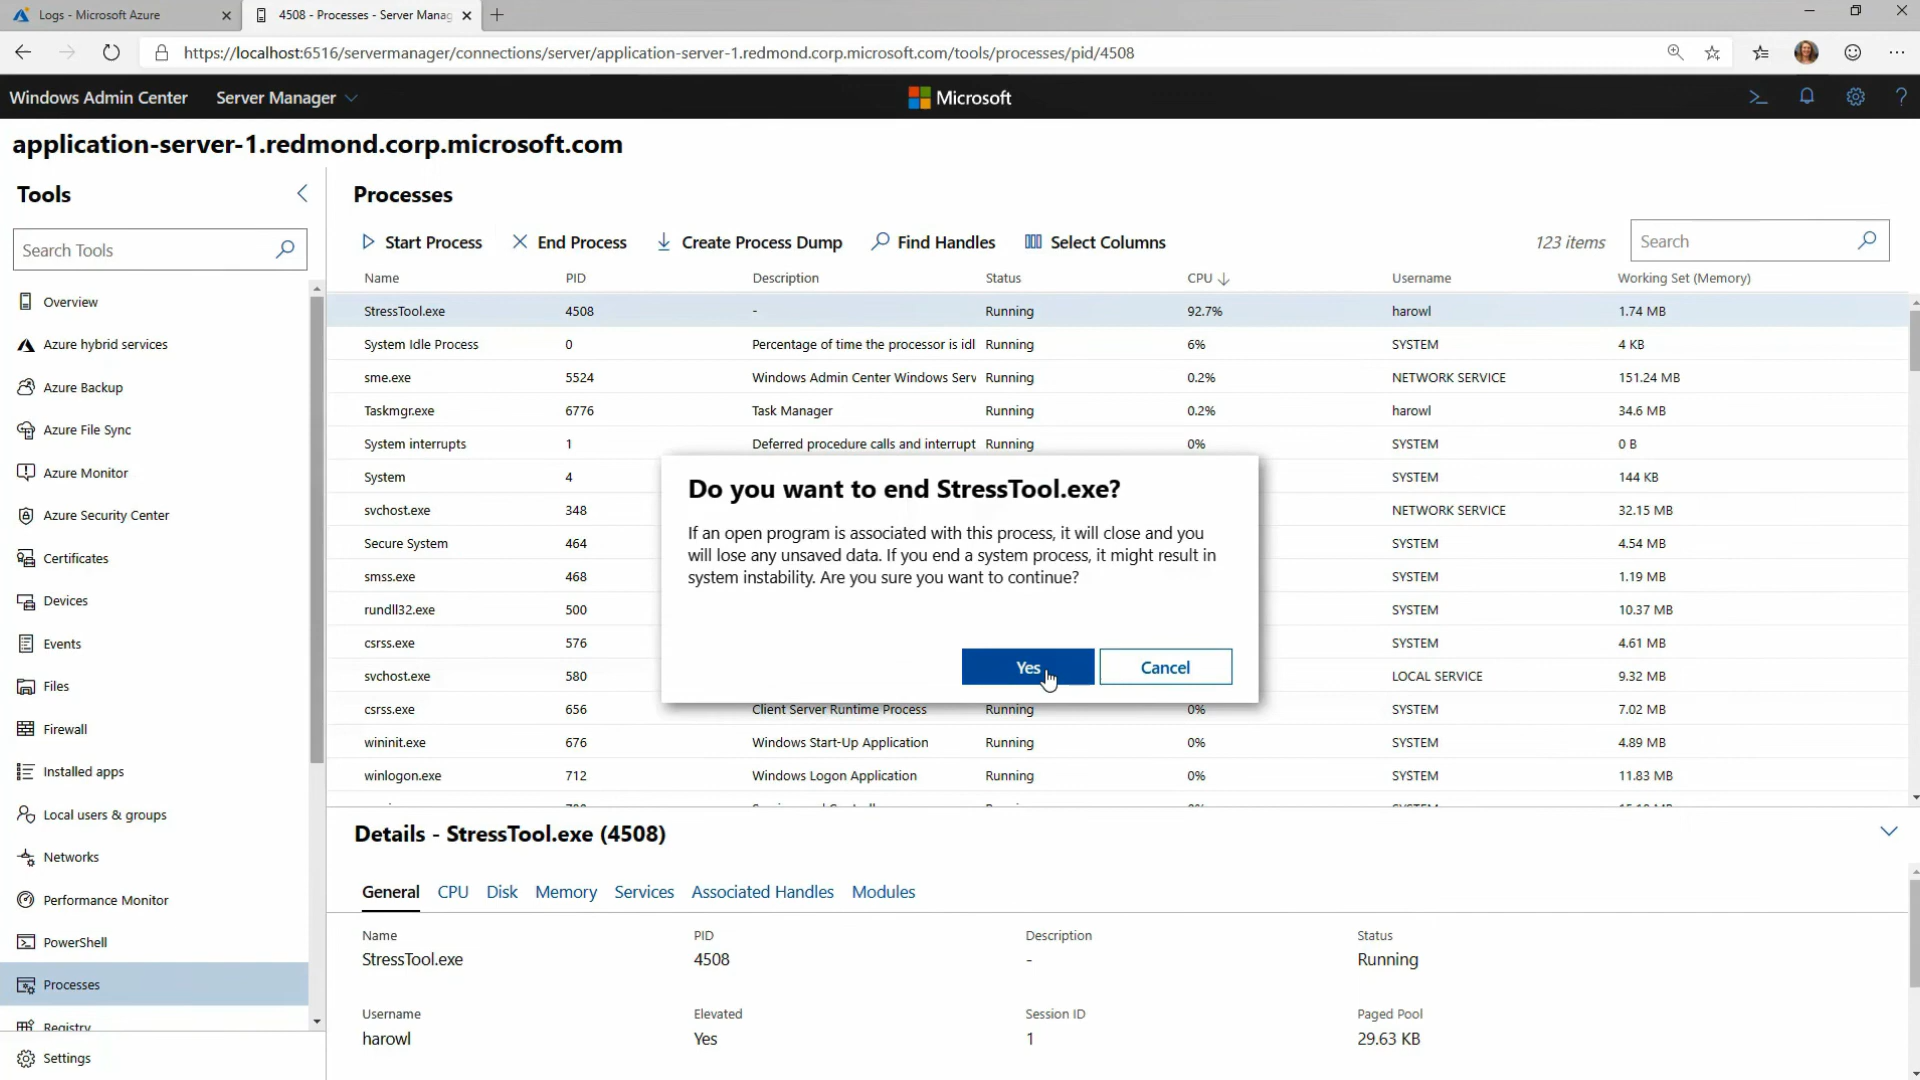 Logs - Microsoft Azure
4508 - Processes - Server Manag
https://localhost:6516/servermanager/connections/server/application-server-1.redmond.corp.microsoft.com/tools/processes/pid/4508
Windows Admin Center Server Manager
Microsoft
application-server-1.redmond.corp.microsoft.com
Tools
Search Tools
Overview
Azure hybrid services
Azure Backup
Azure File Sync
Azure Monitor
Azure Security Center
Certificates
Devices
Events
Files
Firewall
Installed apps
Local users & groups
Networks
Performance Monitor
PowerShell
Processes
Registry
Settings
Processes
Start Process End Process Create Process Dump Find Handles Select Columns 123 items Search
Name PID Description Status CPU Username Working Set (Memory)
StressTool.exe 4508 - Running 92.7% harowl 1.74 MB
System Idle Process 0 Percentage of time the processor is idl Running 6% SYSTEM 4 KB
sme.exe 5524 Windows Admin Center Windows Serv Running 0.2% NETWORK SERVICE 151.24 MB
Taskmgr.exe 6776 Task Manager Running 0.2% harowl 34.6 MB
System interrupts 1 Deferred procedure calls and interrupt Running 0% SYSTEM 0 B
System 4 SYSTEM 144 KB
svchost.exe 348 NETWORK SERVICE 32.15 MB
Secure System 464 SYSTEM 4.54 MB
smss.exe 468 SYSTEM 1.19 MB
rundll32.exe 500 SYSTEM 10.37 MB
csrss.exe 576 SYSTEM 4.61 MB
svchost.exe 580 LOCAL SERVICE 9.32 MB
csrss.exe 656 Client Server Runtime Process Running 0% SYSTEM 7.02 MB
wininit.exe 676 Windows Start-Up Application Running 0% SYSTEM 4.89 MB
winlogon.exe 712 Windows Logon Application Running 0% SYSTEM 11.83 MB
Do you want to end StressTool.exe?
If an open program is associated with this process, it will close and you
will lose any unsaved data. If you end a system process, it might result in
system instability. Are you sure you want to continue?
Yes Cancel
Details - StressTool.exe (4508)
General CPU Disk Memory Services Associated Handles Modules
Name PID Description Status
StressTool.exe 4508 - Running
Username Elevated Session ID Paged Pool
harowl Yes 1 29.63 KB